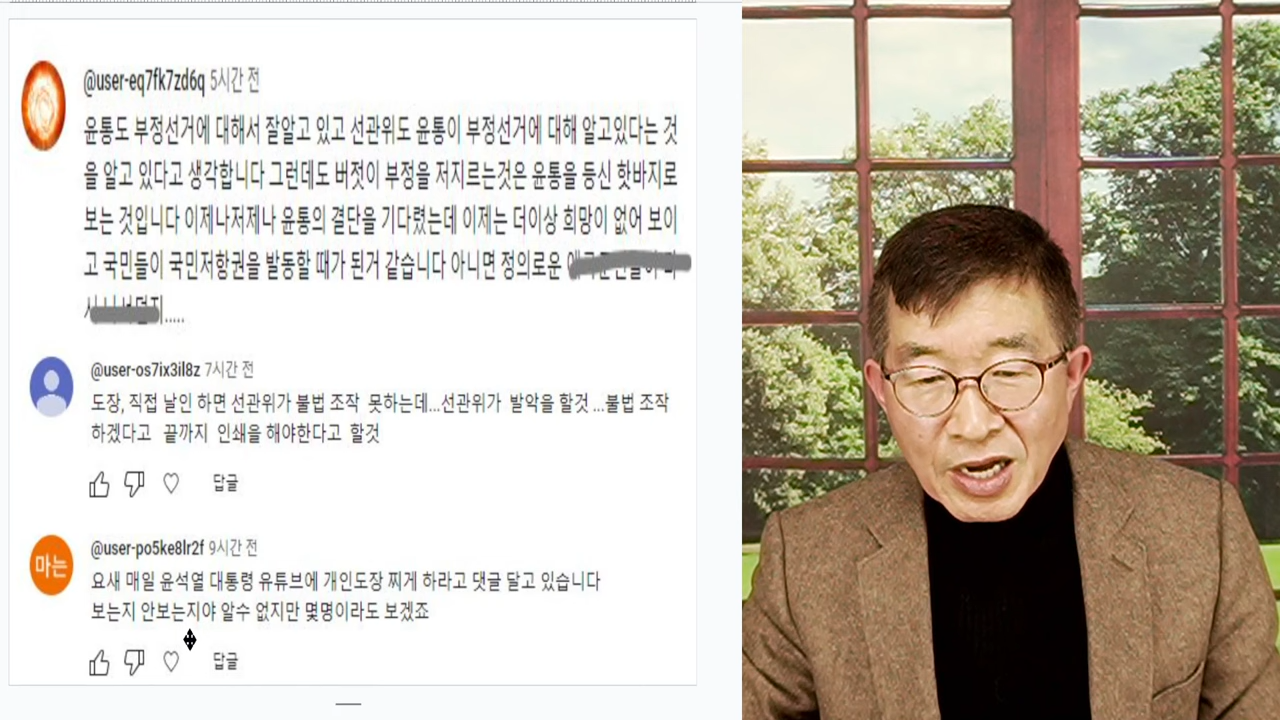 @user-eq7fk7zd6q 5시간 전
윤통도 부정선거에 대해서 잘알고 있고 선관위도 윤통이 부정선거에 대해 알고있다는 것
을 알고 있다고 생각합니다 그런데도 버젓이 부정을 저지르는것은 윤통을 등신 핫바지로
보는 것입니다 이제나저제나 윤통의 결단을 기다렸는데 이제는 더이상 희망이 없어 보이
고 국민들이 국민저항권을 발동할 때가 된거 같습니다 아니면 정의로운
@user-os7ix3il8z 7시간 전
도장, 직접 날인 하면 선관위가 불법 조작 못하는데...선관위가 발악을 할것 ...불법 조작
하겠다고 끝까지 인쇄을 해야한다고 할것
답글
마는
@user-po5ke8lr2f 9시간 전
요새 매일 윤석열 대통령 유튜브에 개인도장 찌게 하라고 댓글 달고 있습니다
보는지 안보는지야 알수 없지만 몇명이라도 보겠죠
답글